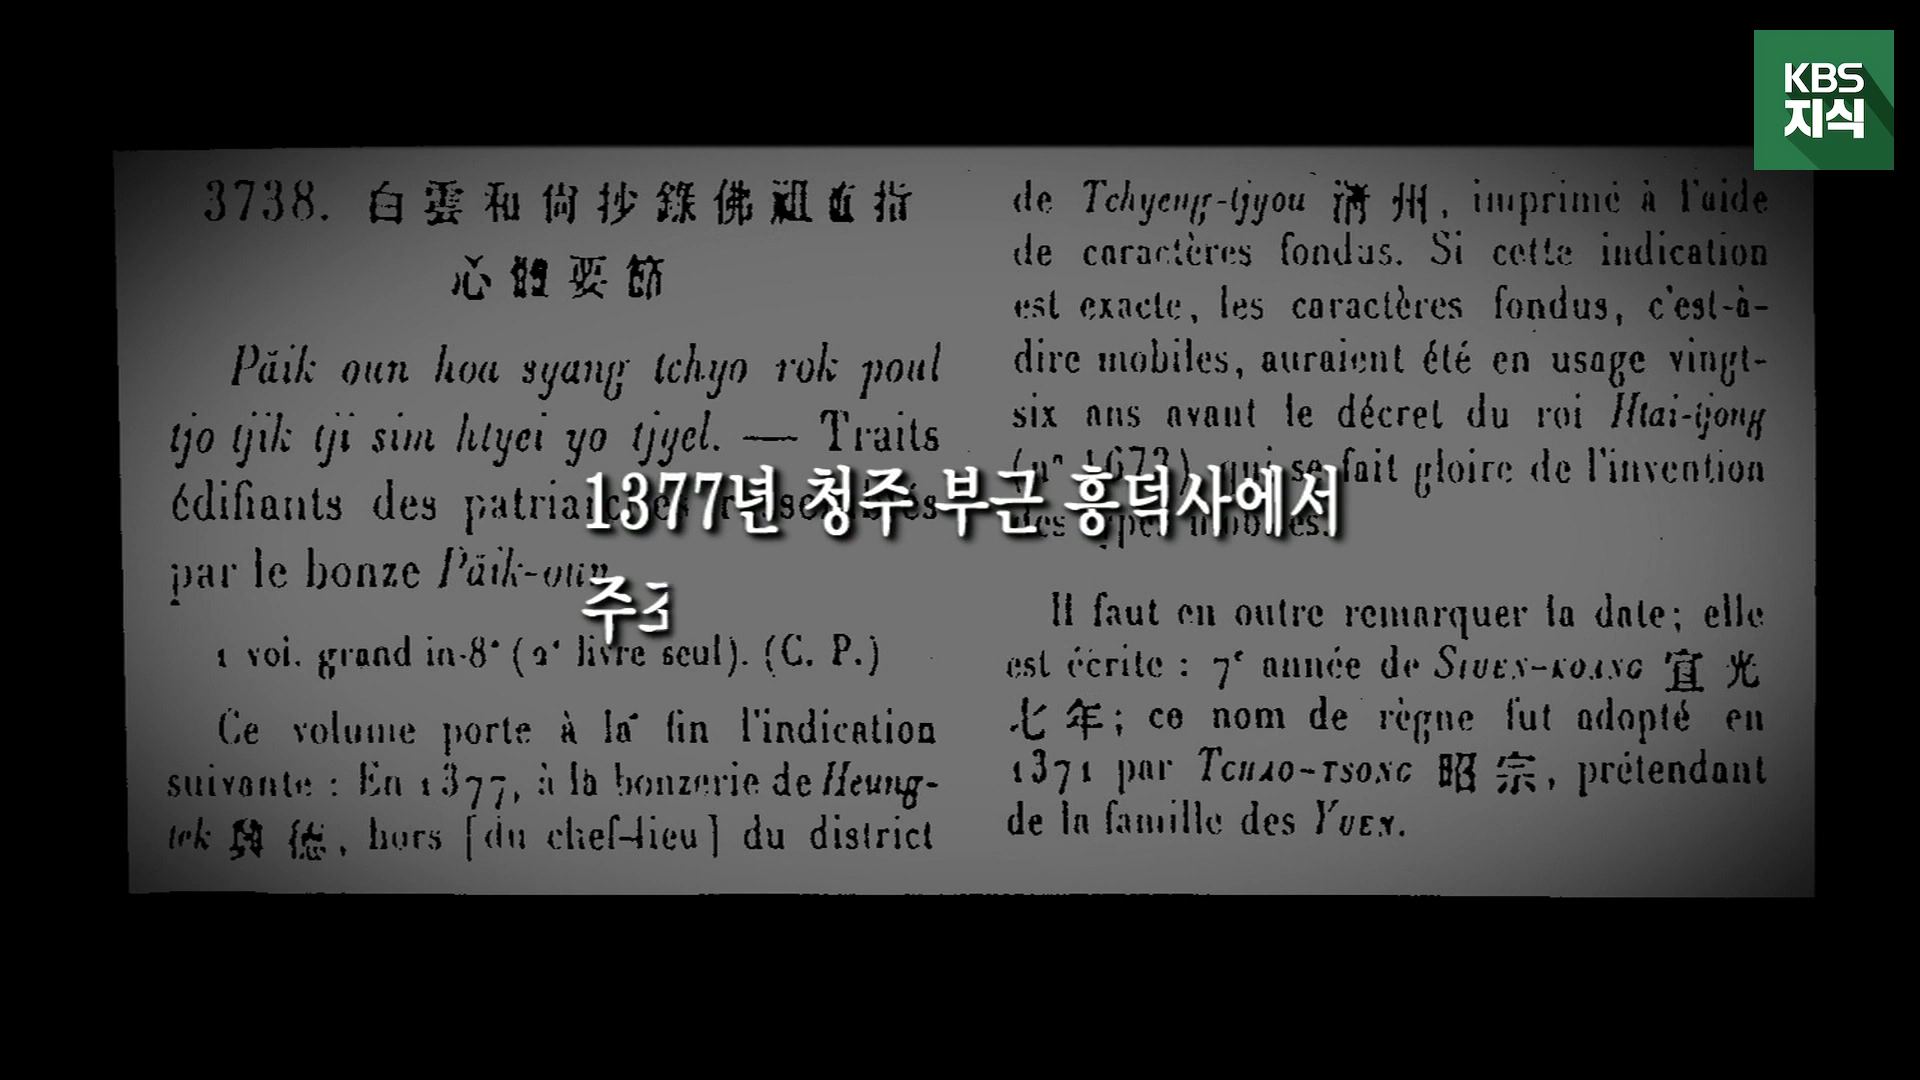 KBS
지식
3738. 白雲和尙抄錄佛祖直指
心體要節
Păik oun hoa syang tchyo rok poul
tjo tjik tji sim htyei yo tjyel. — Traits
édifiants des
par le bonze Păik-oun.
1 vol. grand in-8° (2e livre seul). (C. P.)
Ce volume porte à la fin l'indication
suivante : En 1377, à la bonzerie de Heung-
tek 興德, hors [du chef-lieu] du district
de Tchyeng-tjyou 淸州, imprimé à l'aide
de caractères fondus. Si cette indication
est exacte, les caractères fondus, c'est-à-
dire mobiles, auraient été en usage vingt-
six ans avant le décret du roi Htai-tjong
(n° 1673), qui se fait gloire de l'invention
Il faut en outre remarquer la date; elle
est écrite : 7e année de SIUEN-KOANG 宣光
七年; ce nom de règne fut adopté en
1371 par TCHAO-TSONG 昭宗, prétendant
de la famille des YUEN.
1377년 청주 부근 흥덕사에서
주